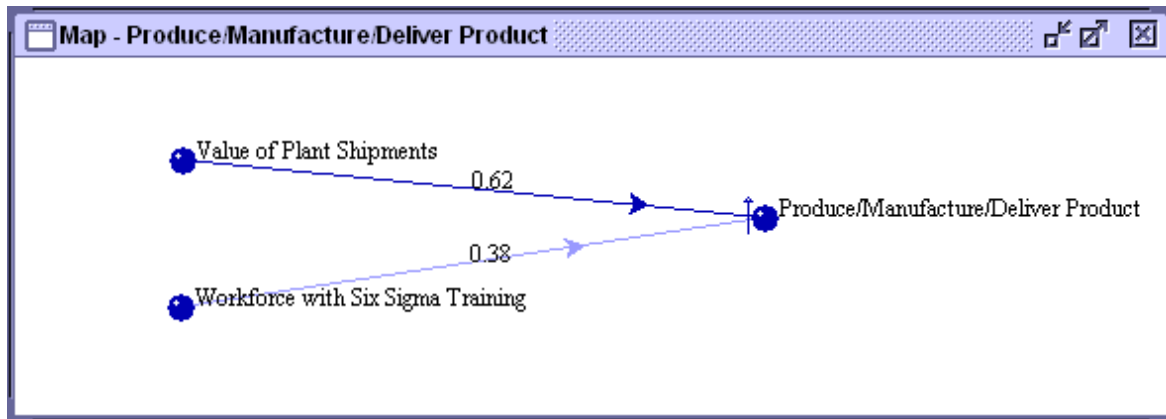 Map - Produce/Manufacture/Deliver Product
Value of Plant Shipments
0.62
Produce/Manufacture/Deliver Product
0.38
Workforce with Six Sigma Training